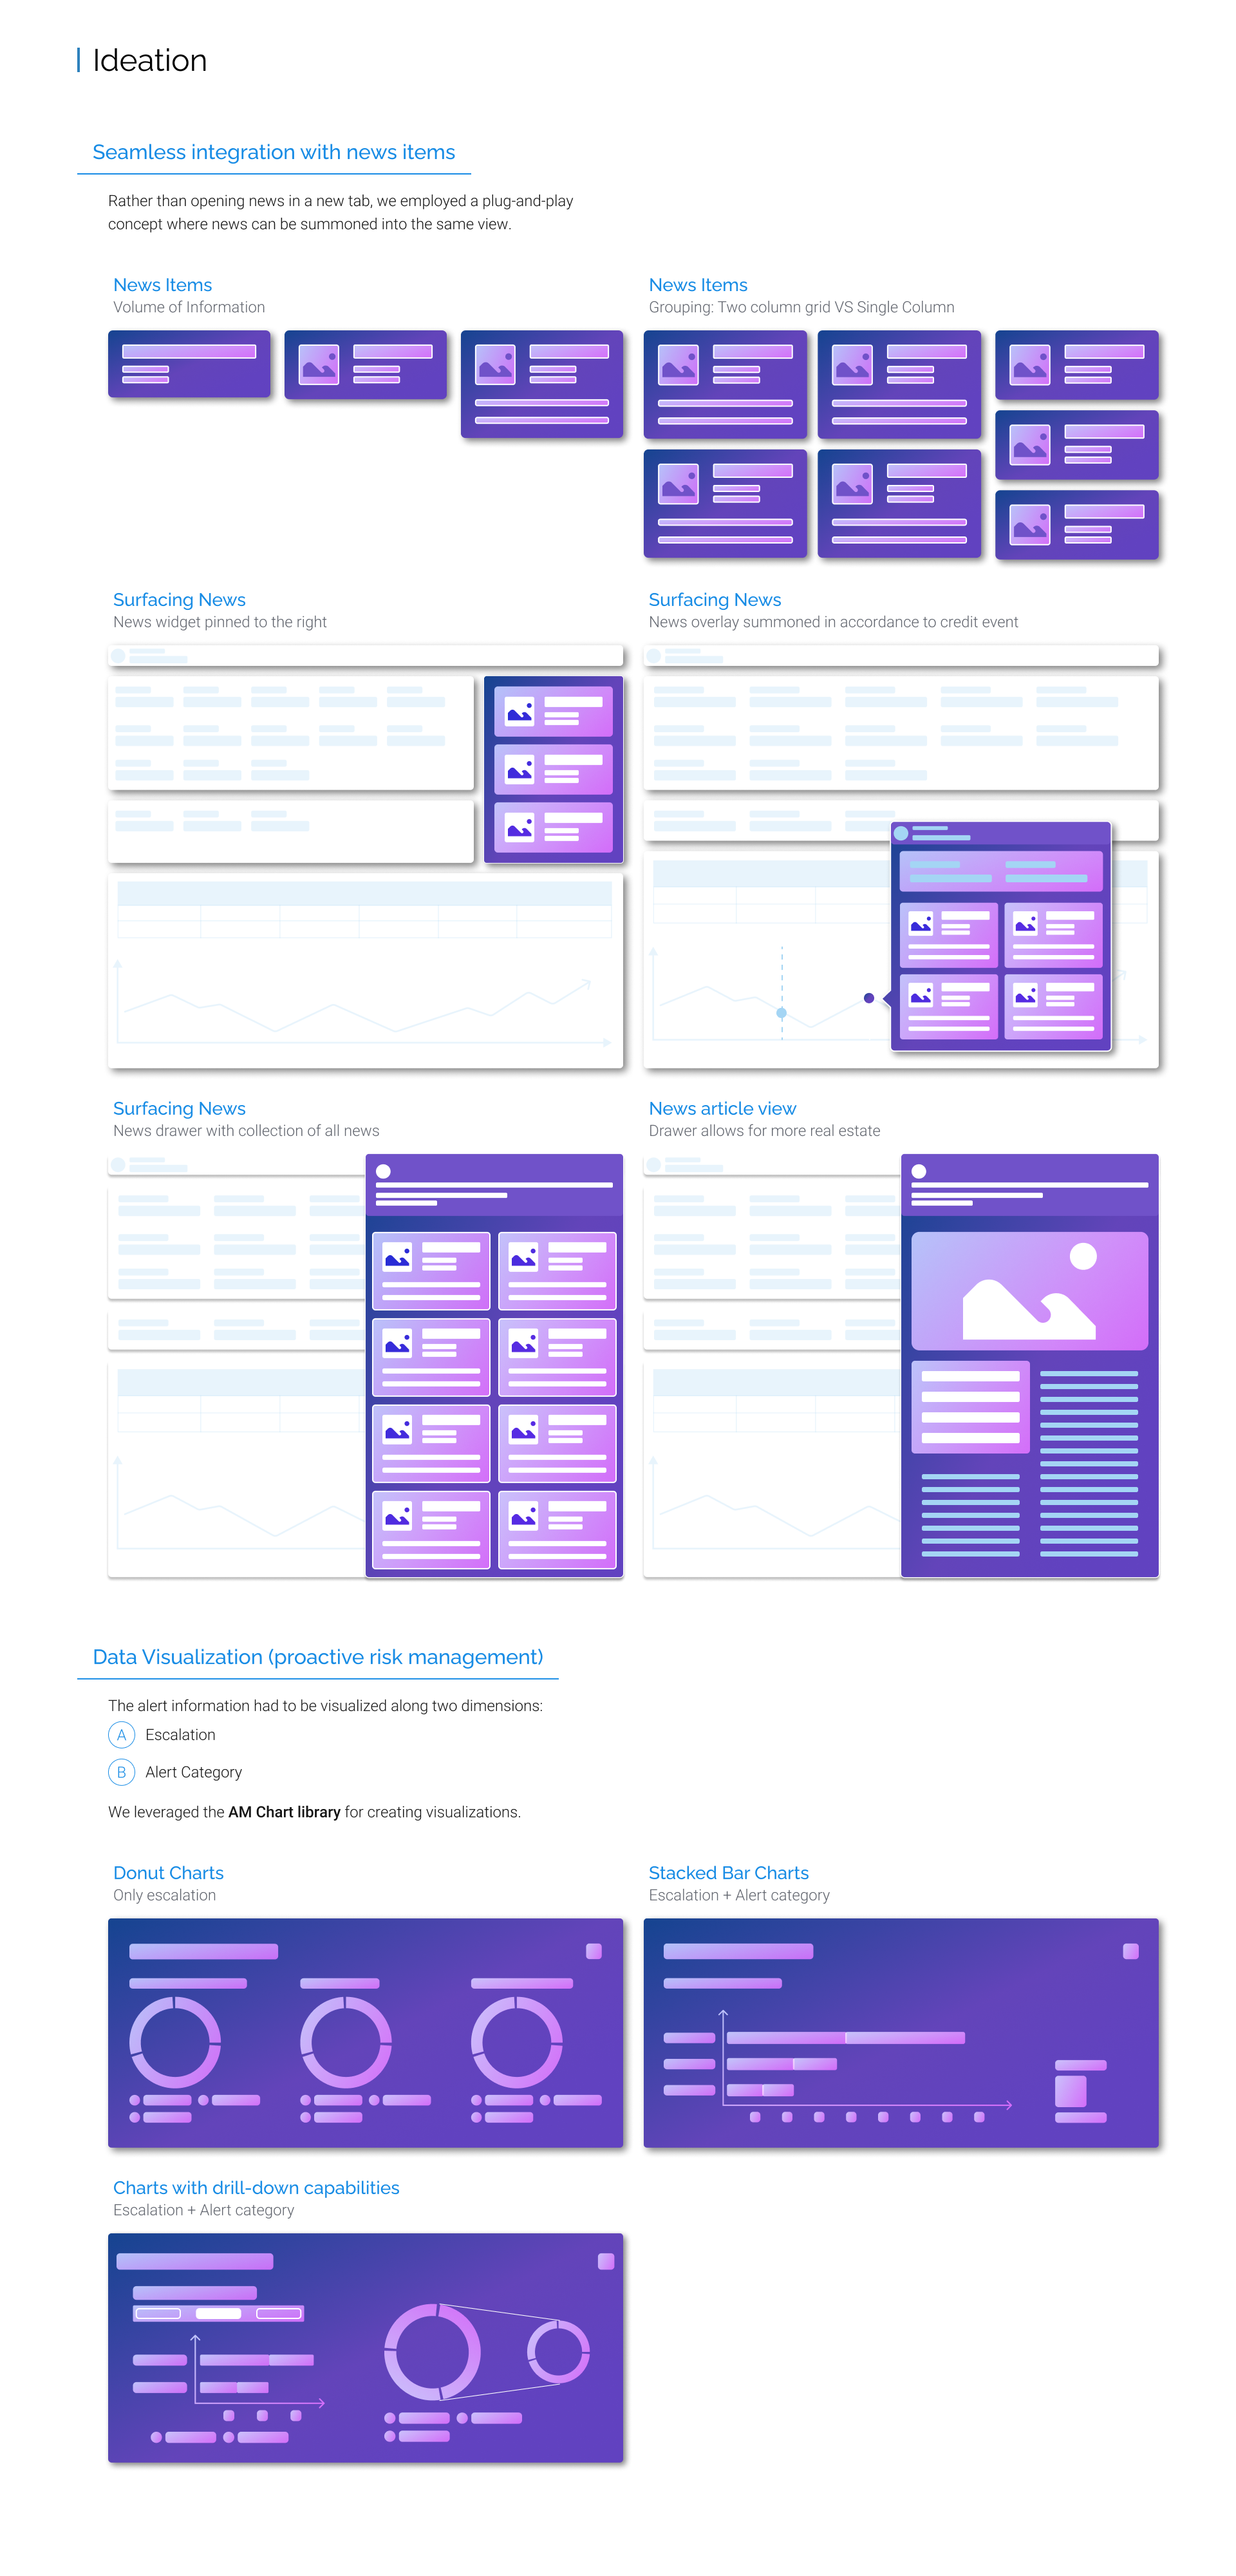 Ideation
Seamless integration with news items
Rather than opening news in a new tab, we employed a plug-and-play
concept where news can be summoned into the same view.
News Items
Volume of Information
News Items
Grouping: Two column grid VS Single Column
Surfacing News
News widget pinned to the right
Surfacing News
News overlay summoned in accordance to credit event
Surfacing News
News drawer with collection of all news
News article view
Drawer allows for more real estate
Data Visualization (proactive risk management)
The alert information had to be visualized along two dimensions:
A Escalation
B Alert Category
We leveraged the AM Chart library for creating visualizations.
Donut Charts
Only escalation
Stacked Bar Charts
Escalation + Alert category
Charts with drill-down capabilities
Escalation + Alert category